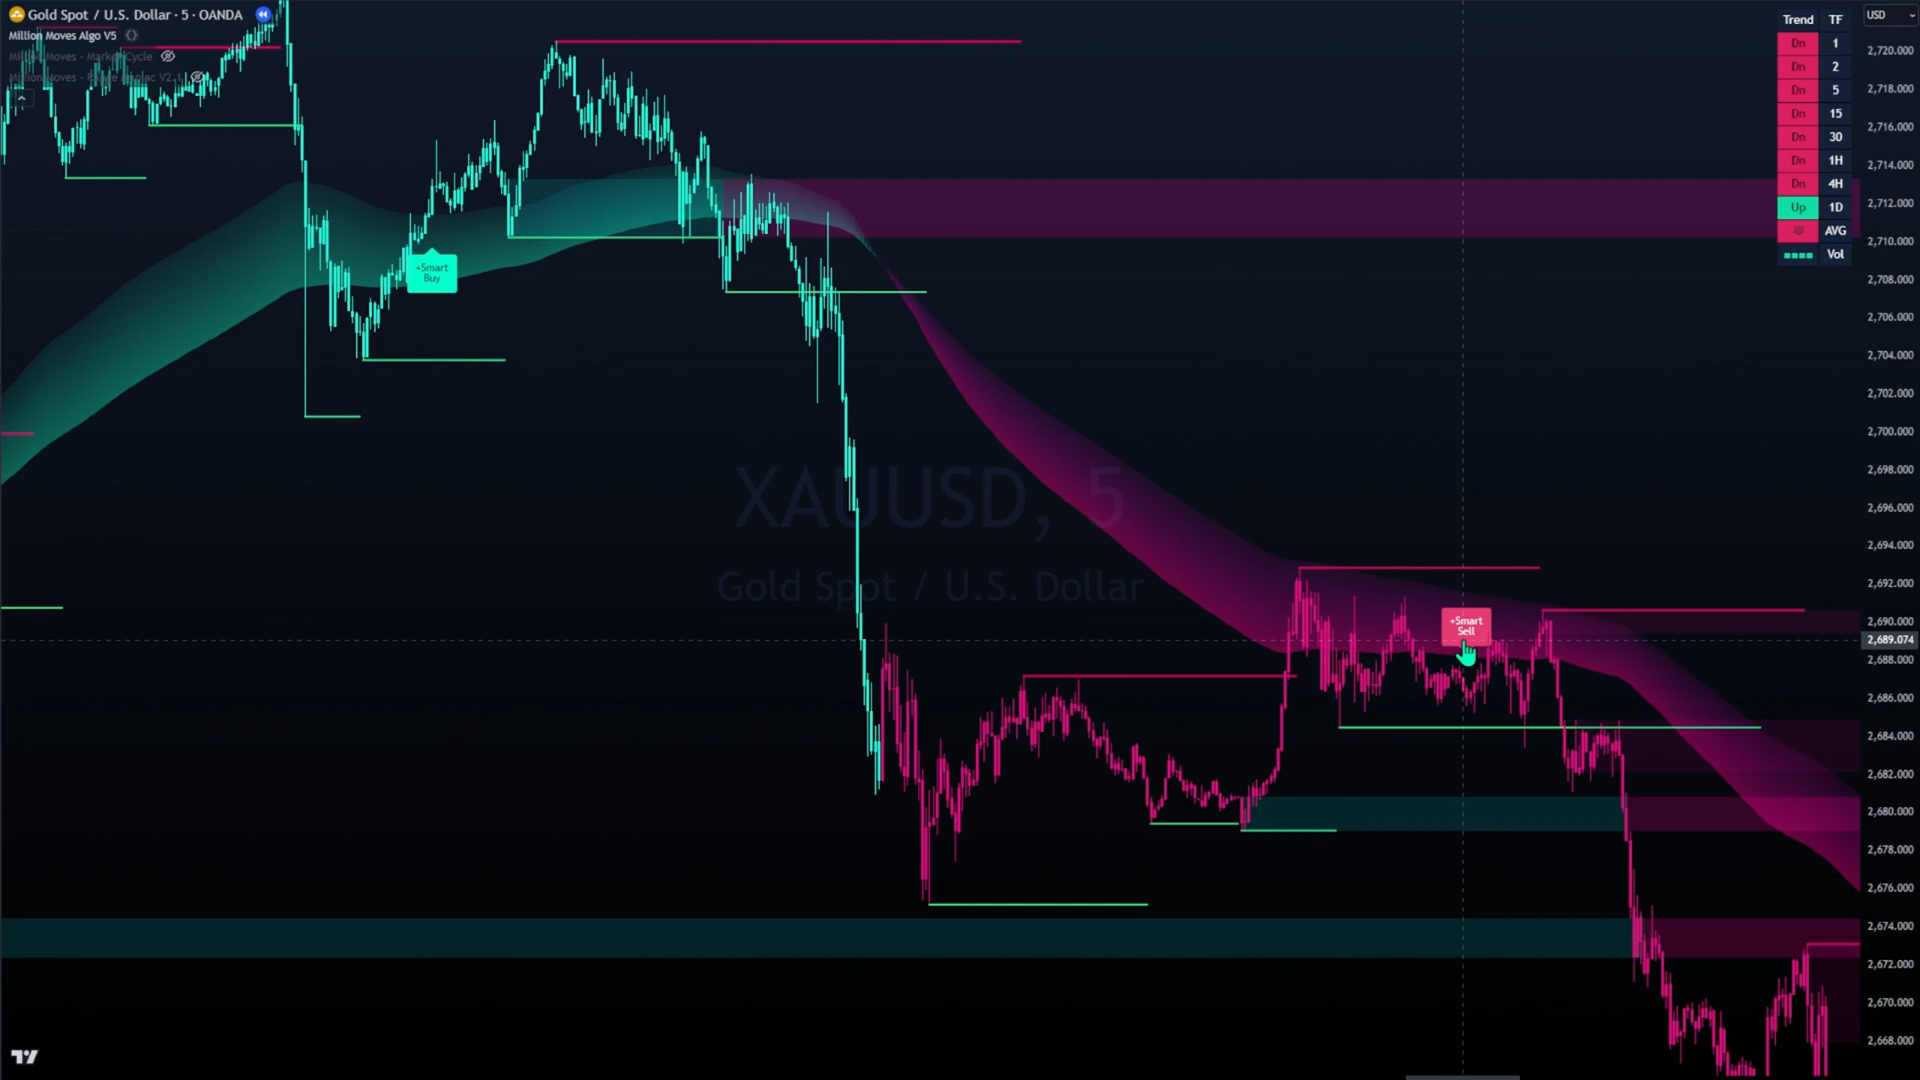 Gold Spot / U.S. Dollar · 5 · OANDA
Million Moves Algo V5
Million Moves - Market Cycle
+Smart
Buy
+Smart
Sell
XAUUSD, 5
Gold Spot / U.S. Dollar
Trend TF
Dn 1
Dn 2
Dn 5
Dn 15
Dn 30
Dn 1H
Dn 4H
Up 1D
AVG
Vol
USD
2,720.000
2,718.000
2,716.000
2,714.000
2,712.000
2,710.000
2,708.000
2,706.000
2,704.000
2,702.000
2,700.000
2,698.000
2,696.000
2,694.000
2,692.000
2,690.000
2,689.074
2,688.000
2,686.000
2,684.000
2,682.000
2,680.000
2,678.000
2,676.000
2,674.000
2,672.000
2,670.000
2,668.000